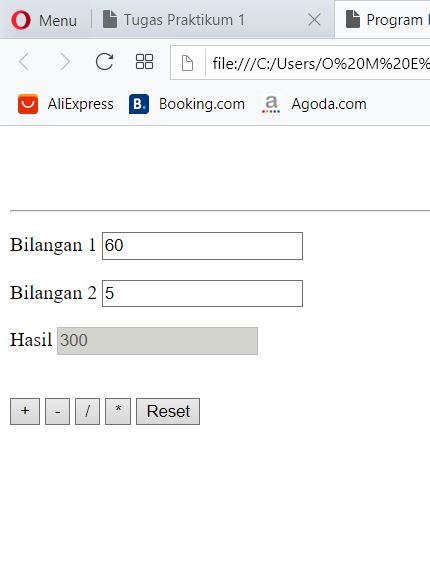 Menu Tugas Praktikum 1 Program
file:///C:/Users/O%20M%20E%
AliExpress B. Booking.com a Agoda.com
Bilangan 1 60
Bilangan 2 5
Hasil 300
+ - / * Reset